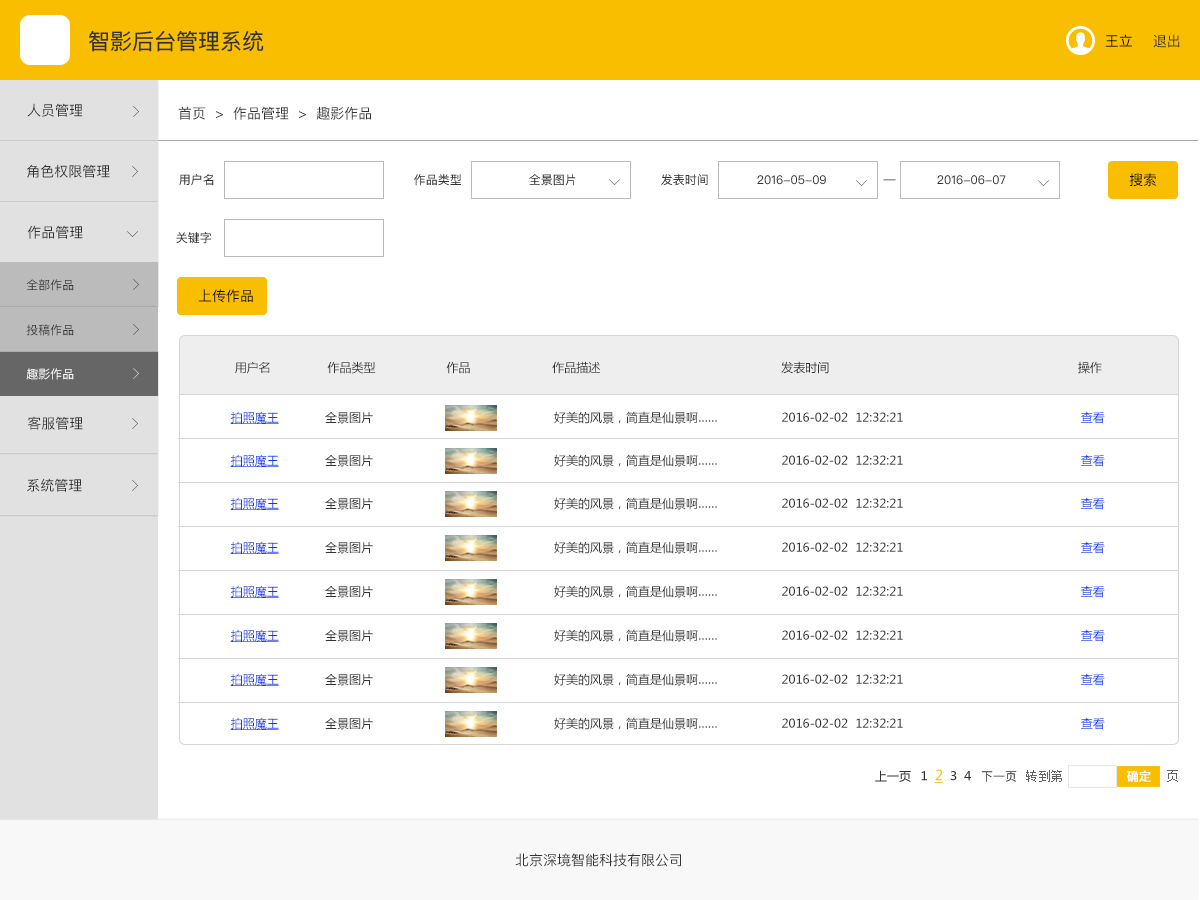 智影后台管理系统
王立 退出
人员管理
角色权限管理
作品管理
全部作品
投稿作品
趣影作品
客服管理
系统管理
首页 > 作品管理 > 趣影作品
用户名 作品类型 全景图片 发表时间 2016-05-09 — 2016-06-07 搜索
关键字
上传作品
用户名 作品类型 作品 作品描述 发表时间 操作
拍照魔王 全景图片 好美的风景，简直是仙景啊...... 2016-02-02 12:32:21 查看
拍照魔王 全景图片 好美的风景，简直是仙景啊...... 2016-02-02 12:32:21 查看
拍照魔王 全景图片 好美的风景，简直是仙景啊...... 2016-02-02 12:32:21 查看
拍照魔王 全景图片 好美的风景，简直是仙景啊...... 2016-02-02 12:32:21 查看
拍照魔王 全景图片 好美的风景，简直是仙景啊...... 2016-02-02 12:32:21 查看
拍照魔王 全景图片 好美的风景，简直是仙景啊...... 2016-02-02 12:32:21 查看
拍照魔王 全景图片 好美的风景，简直是仙景啊...... 2016-02-02 12:32:21 查看
拍照魔王 全景图片 好美的风景，简直是仙景啊...... 2016-02-02 12:32:21 查看
上一页 1 2 3 4 下一页 转到第 确定 页
北京深境智能科技有限公司